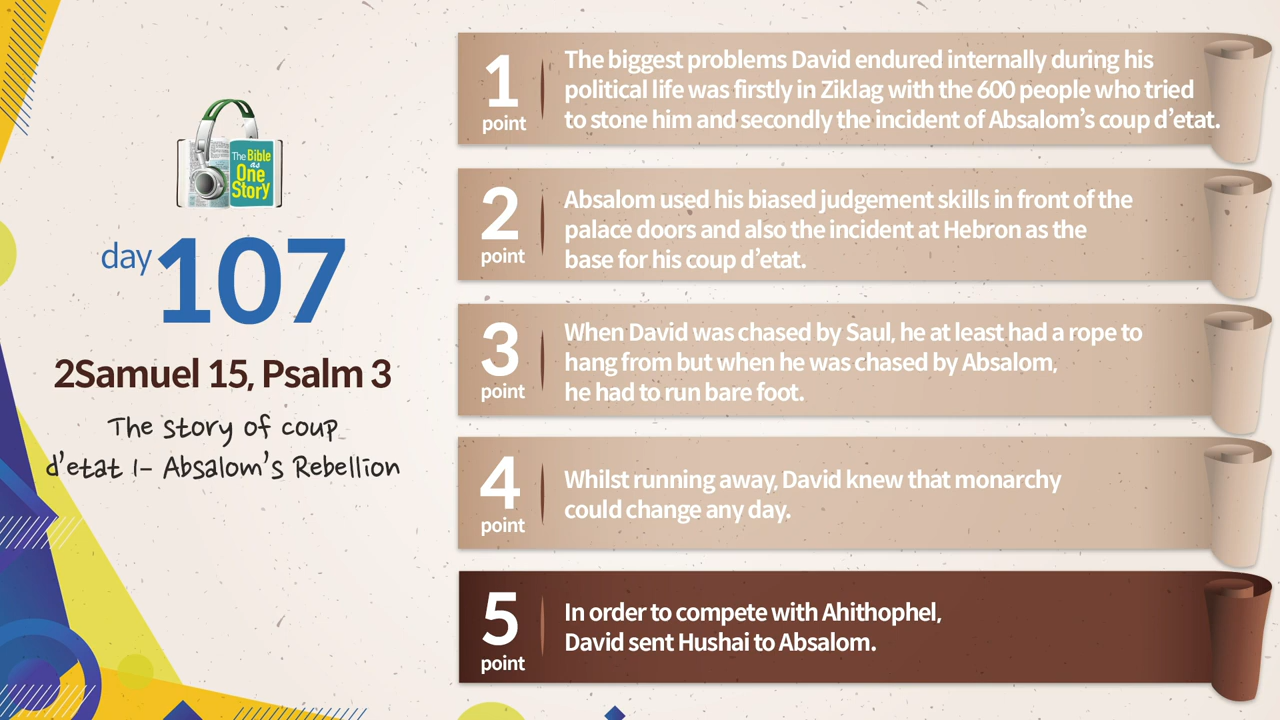 The Bible
as
One
Story
day 107
2Samuel 15, Psalm 3
The story of coup
d'etat 1- Absalom's Rebellion
1
point
The biggest problems David endured internally during his
political life was firstly in Ziklag with the 600 people who tried
to stone him and secondly the incident of Absalom's coup d'etat.
2
point
Absalom used his biased judgement skills in front of the
palace doors and also the incident at Hebron as the
base for his coup d'etat.
3
point
When David was chased by Saul, he at least had a rope to
hang from but when he was chased by Absalom,
he had to run bare foot.
4
point
Whilst running away, David knew that monarchy
could change any day.
5
point
In order to compete with Ahithophel,
David sent Hushai to Absalom.